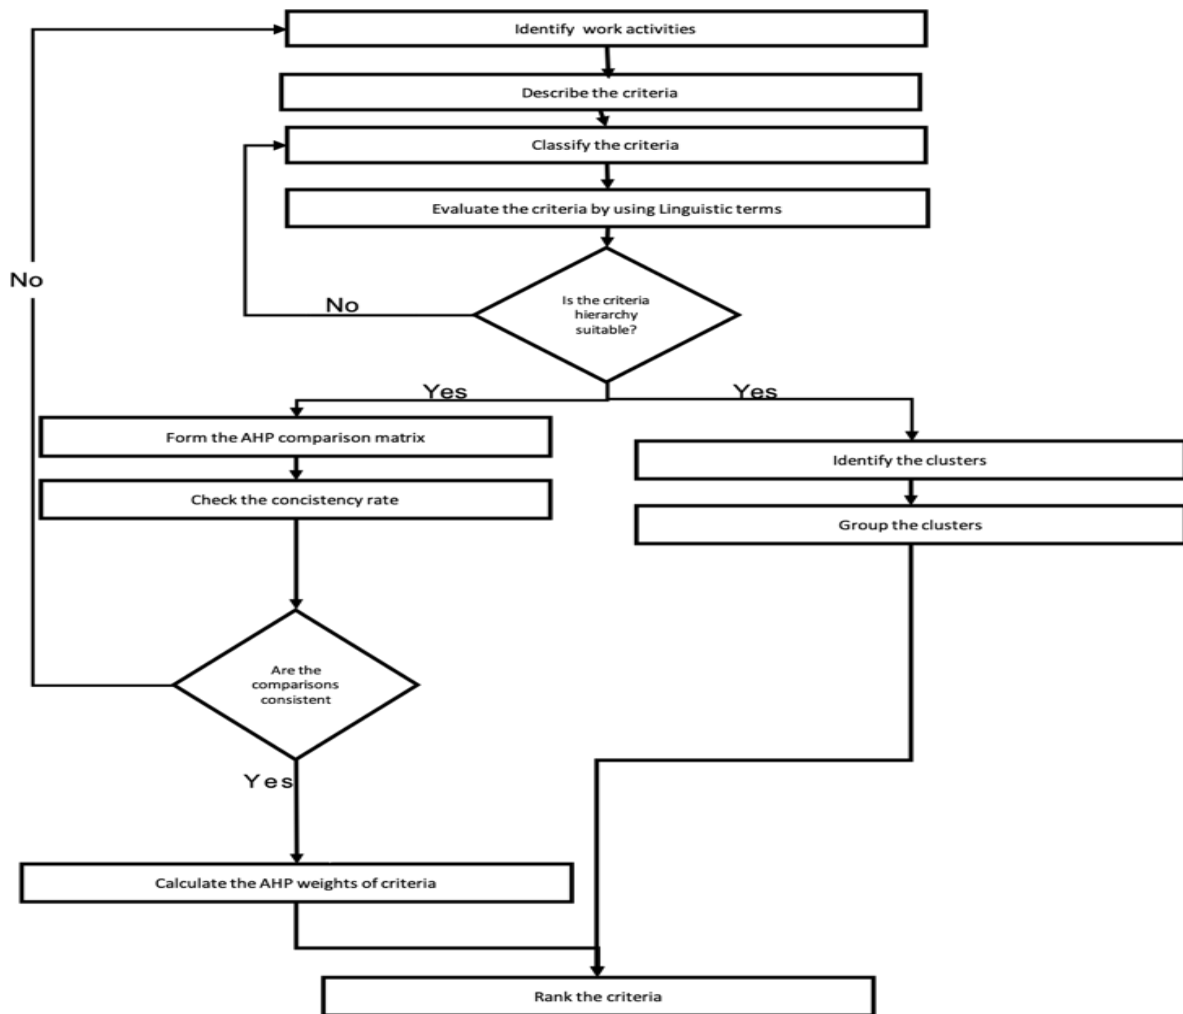 Identify work activities
Describe the criteria
Classify the criteria
Evaluate the criteria by using Linguistic terms
No
Is the criteria
hierarchy
suitable?
No
Yes
Yes
Form the AHP comparison matrix
Identify the clusters
Check the concistency rate
Group the clusters
Are the
comparisons
consistent
Yes
Calculate the AHP weights of criteria
Rank the criteria